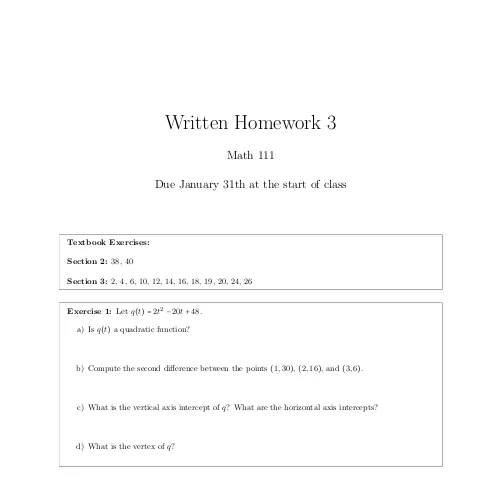 Written Homework 3
Math 111
Due January 31th at the start of class
Textbook Exercises:
Section 2: 38, 40
Section 3: 2, 4, 6, 10, 12, 14, 16, 18, 19, 20, 24, 26
Exercise 1: Let q(t) = 2t² − 20t + 48.
a) Is q(t) a quadratic function?
b) Compute the second difference between the points (1, 30), (2, 16), and (3, 6).
c) What is the vertical axis intercept of q? What are the horizontal axis intercepts?
d) What is the vertex of q?